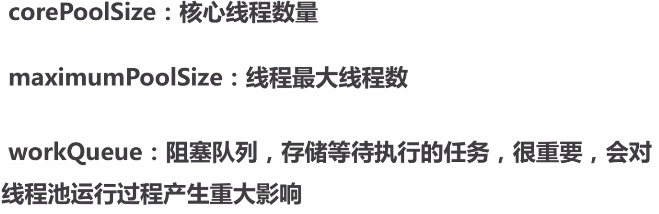 corePoolSize：核心线程数量
maximumPoolSize：线程最大线程数
workQueue：阻塞队列，存储等待执行的任务，很重要，会对
线程池运行过程产生重大影响